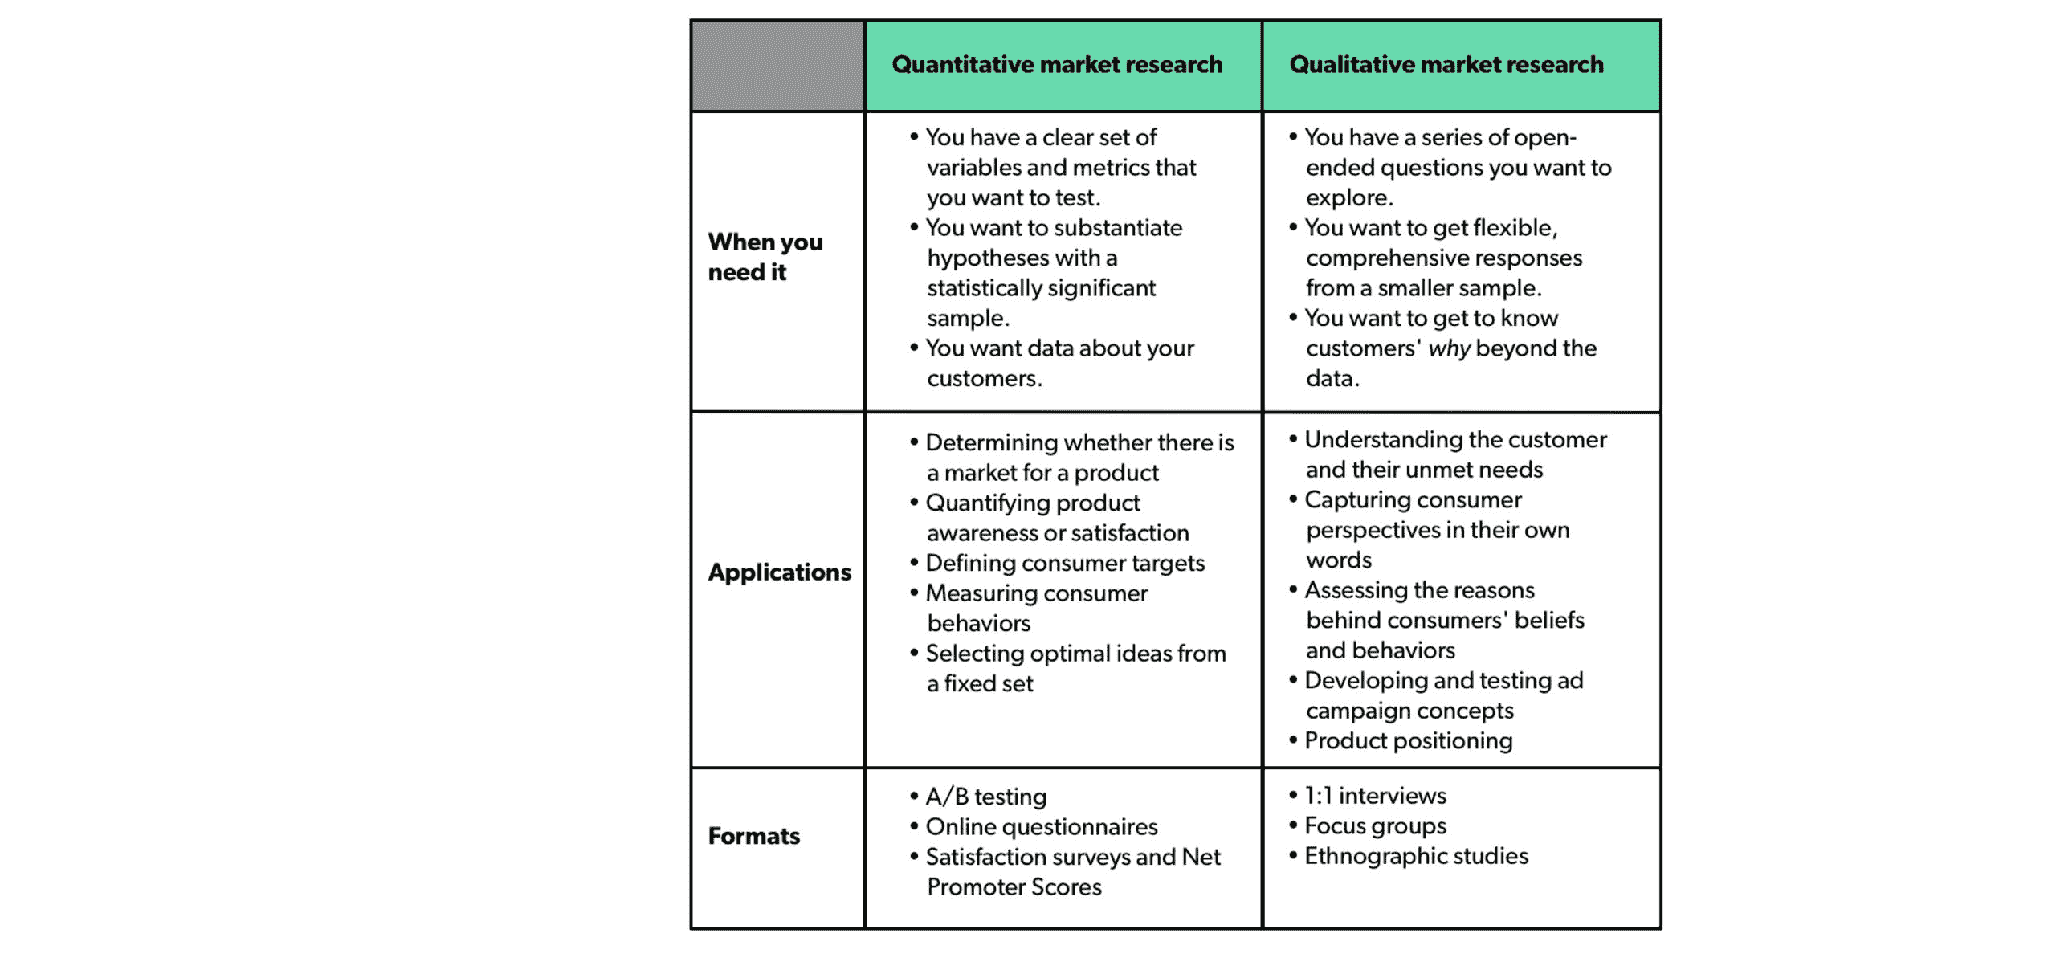 Quantitative market research
Qualitative market research
When you
need it
• You have a clear set of
variables and metrics that
you want to test.
• You want to substantiate
hypotheses with a
statistically significant
sample.
• You want data about your
customers.
• You have a series of open-
ended questions you want to
explore.
• You want to get flexible,
comprehensive responses
from a smaller sample.
• You want to get to know
customers' why beyond the
data.
Applications
• Determining whether there is
a market for a product
• Quantifying product
awareness or satisfaction
• Defining consumer targets
• Measuring consumer
behaviors
• Selecting optimal ideas from
a fixed set
• Understanding the customer
and their unmet needs
• Capturing consumer
perspectives in their own
words
• Assessing the reasons
behind consumers' beliefs
and behaviors
• Developing and testing ad
campaign concepts
• Product positioning
Formats
• A/B testing
• Online questionnaires
• Satisfaction surveys and Net
Promoter Scores
• 1:1 interviews
• Focus groups
• Ethnographic studies